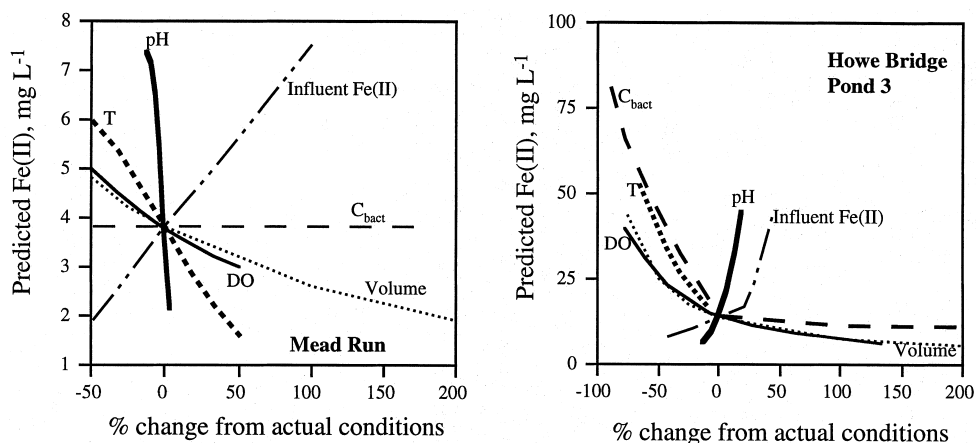 8
7
6
5
4
3
2
1
-50
0
50
100
150
200
Predicted Fe(II), mg L-1
% change from actual conditions
pH
T
Influent Fe(II)
Cbact
DO
Volume
Mead Run
100
75
50
25
0
-100
-50
0
50
100
150
200
Predicted Fe(II), mg L-1
% change from actual conditions
Howe Bridge
Pond 3
Cbact
T
pH
Influent Fe(II)
DO
Volume